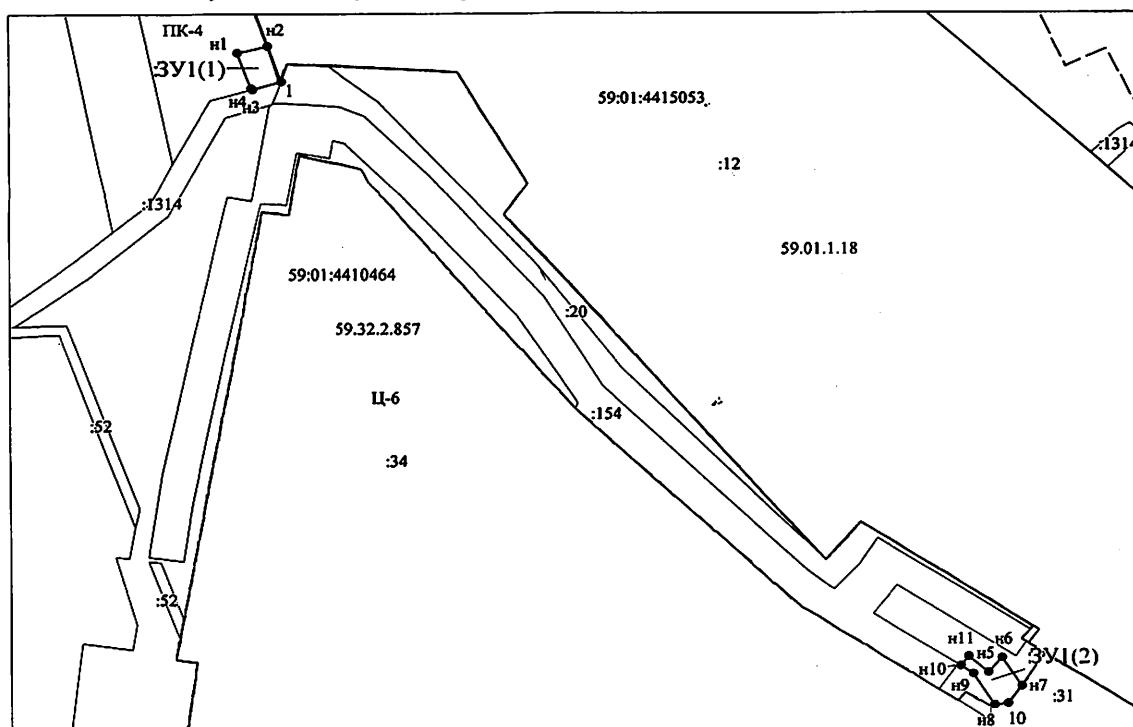 ПК-4
н1
н2
:ЗУ1(1)
н4
н3
1
59:01:4415053
:12
:1314
:1314
59.01.1.18
59:01:4410464
:20
59.32.2.857
Ц-6
:154
:52
:34
:52
н11
н5
н6
:ЗУ1(2)
н10
н9
н7
:31
н8
10